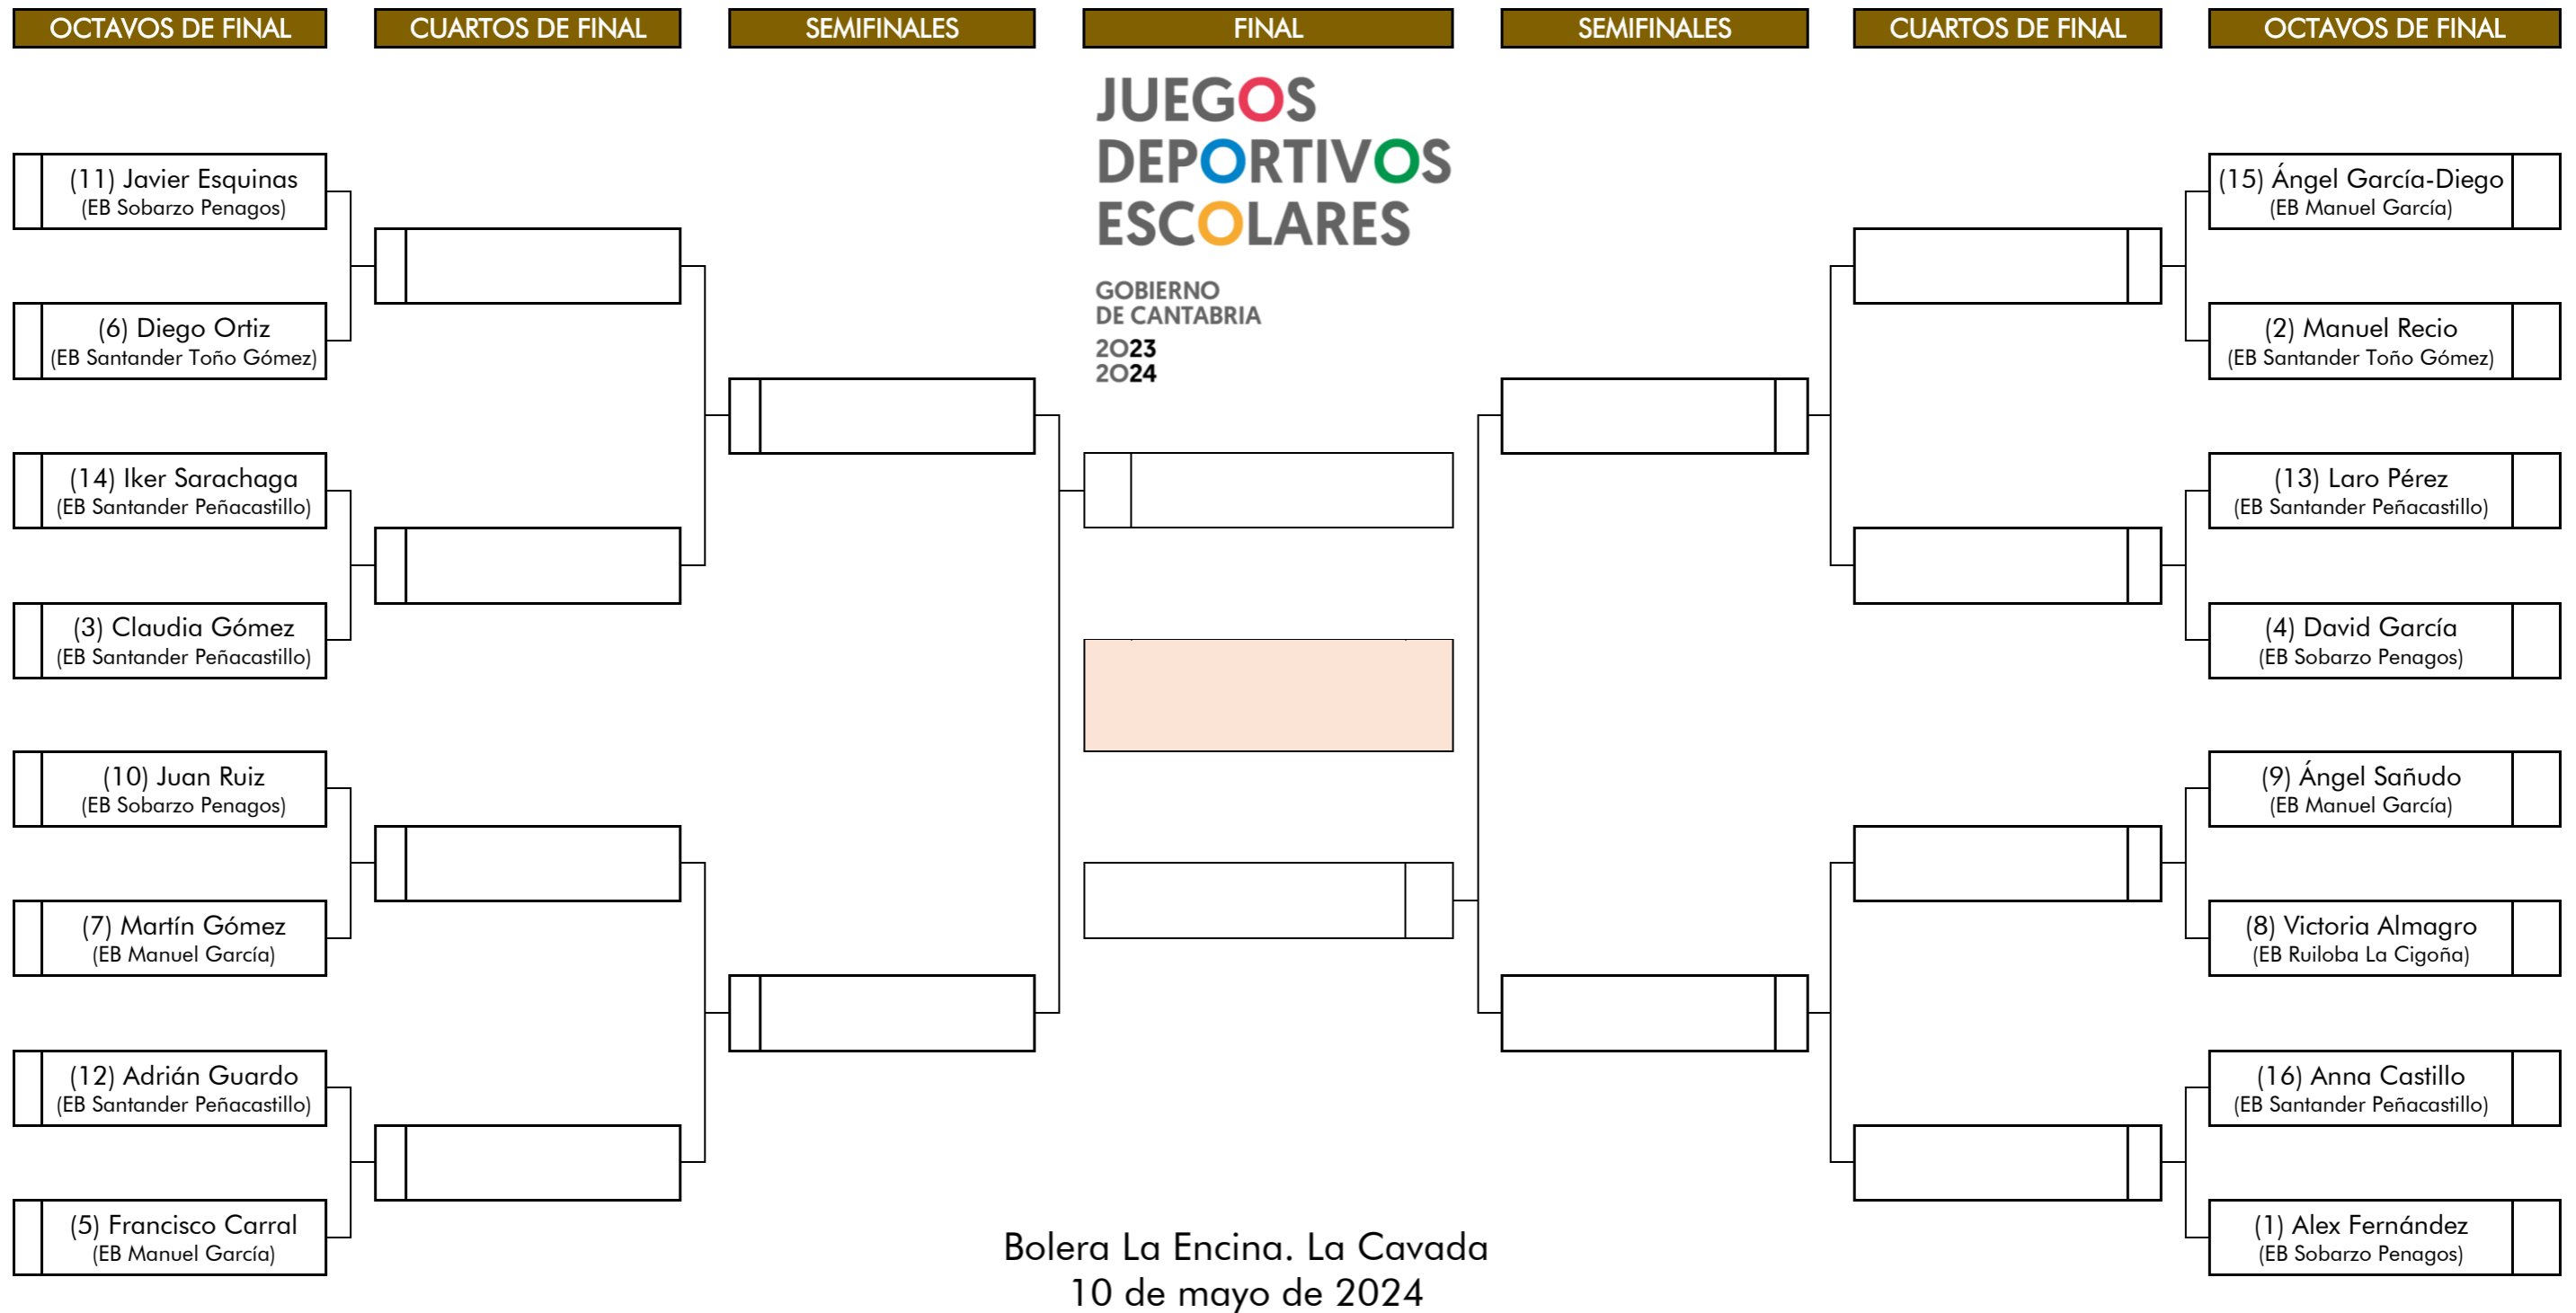 OCTAVOS DE FINAL
CUARTOS DE FINAL
SEMIFINALES
FINAL
SEMIFINALES
CUARTOS DE FINAL
OCTAVOS DE FINAL
JUEGOS
DEPORTIVOS
ESCOLARES
GOBIERNO
DE CANTABRIA
2023
2024
(11) Javier Esquinas
(EB Sobarzo Penagos)
(6) Diego Ortiz
(EB Santander Toño Gómez)
(14) Iker Sarachaga
(EB Santander Peñacastillo)
(3) Claudia Gómez
(EB Santander Peñacastillo)
(10) Juan Ruiz
(EB Sobarzo Penagos)
(7) Martín Gómez
(EB Manuel García)
(12) Adrián Guardo
(EB Santander Peñacastillo)
(5) Francisco Carral
(EB Manuel García)
(15) Ángel García-Diego
(EB Manuel García)
(2) Manuel Recio
(EB Santander Toño Gómez)
(13) Laro Pérez
(EB Santander Peñacastillo)
(4) David García
(EB Sobarzo Penagos)
(9) Ángel Sañudo
(EB Manuel García)
(8) Victoria Almagro
(EB Ruiloba La Cigoña)
(16) Anna Castillo
(EB Santander Peñacastillo)
(1) Alex Fernández
(EB Sobarzo Penagos)
Bolera La Encina. La Cavada
10 de mayo de 2024